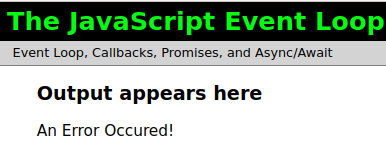 The JavaScript Event Loop
Event Loop, Callbacks, Promises, and Async/Await
Output appears here
An Error Occured!